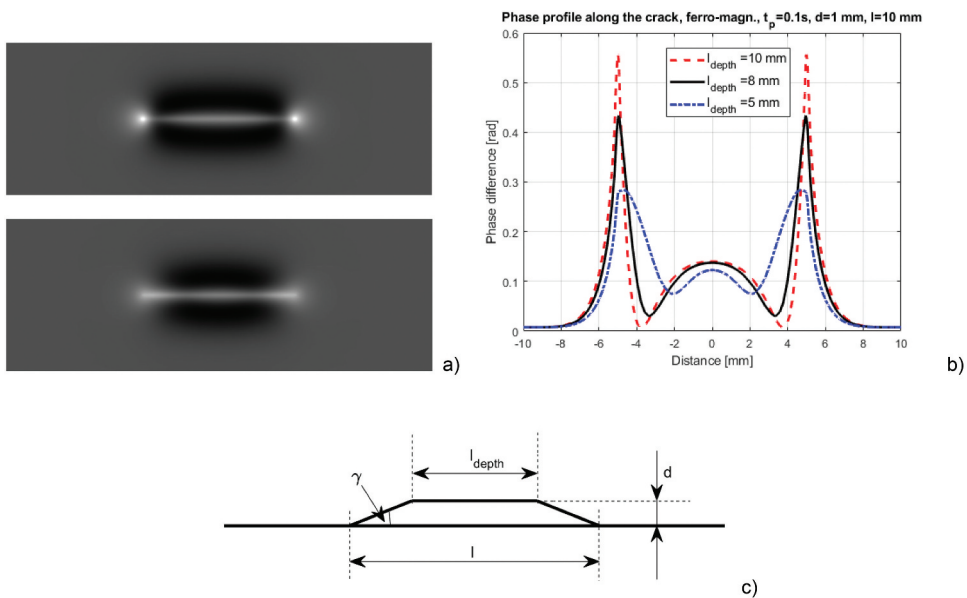 a)
Phase profile along the crack, ferro-magn., t_p=0.1s, d=1 mm, l=10 mm
Phase difference [rad]
0.6
0.5
0.4
0.3
0.2
0.1
0
l_depth =10 mm
l_depth =8 mm
l_depth =5 mm
-10 -8 -6 -4 -2 0 2 4 6 8 10
Distance [mm]
b)
l_depth
d
γ
l
c)